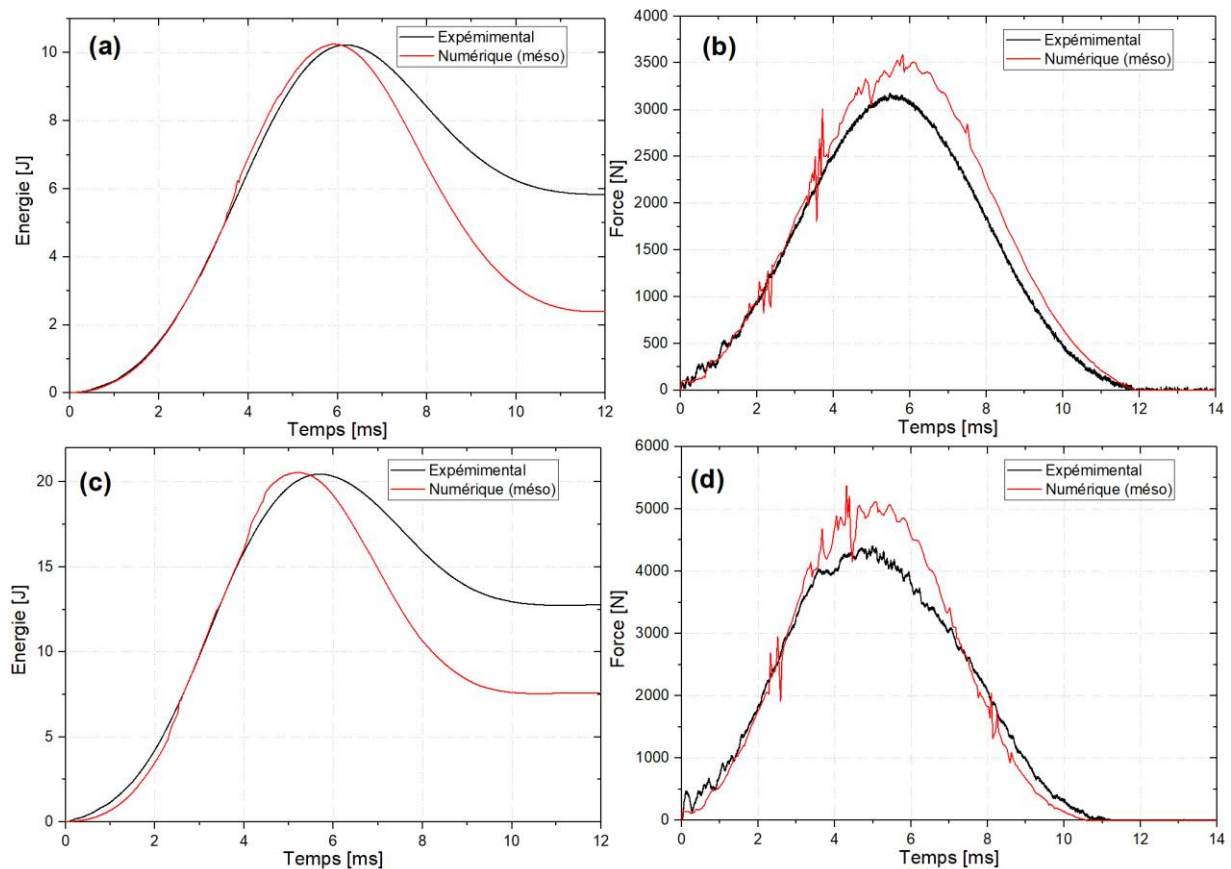 (a)
Expémimental
Numérique (méso)
Energie [J]
10
8
6
4
2
0
0 2 4 6 8 10 12
Temps [ms]
(b)
Expémimental
Numérique (méso)
Force [N]
4000
3500
3000
2500
2000
1500
1000
500
0
0 2 4 6 8 10 12 14
Temps [ms]
(c)
Expémimental
Numérique (méso)
Energie [J]
20
15
10
5
0
0 2 4 6 8 10 12
Temps [ms]
(d)
Expémimental
Numérique (méso)
Force [N]
6000
5000
4000
3000
2000
1000
0
0 2 4 6 8 10 12 14
Temps [ms]